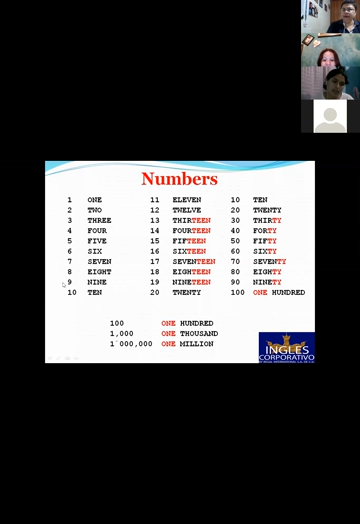 Numbers
1 ONE 11 ELEVEN 10 TEN
2 TWO 12 TWELVE 20 TWENTY
3 THREE 13 THIRTEEN 30 THIRTY
4 FOUR 14 FOURTEEN 40 FORTY
5 FIVE 15 FIFTEEN 50 FIFTY
6 SIX 16 SIXTEEN 60 SIXTY
7 SEVEN 17 SEVENTEEN 70 SEVENTY
8 EIGHT 18 EIGHTEEN 80 EIGHTY
9 NINE 19 NINETEEN 90 NINETY
10 TEN 20 TWENTY 100 ONE HUNDRED
100 ONE HUNDRED
1,000 ONE THOUSAND
1´000,000 ONE MILLION
INGLES
CORPORATIVO